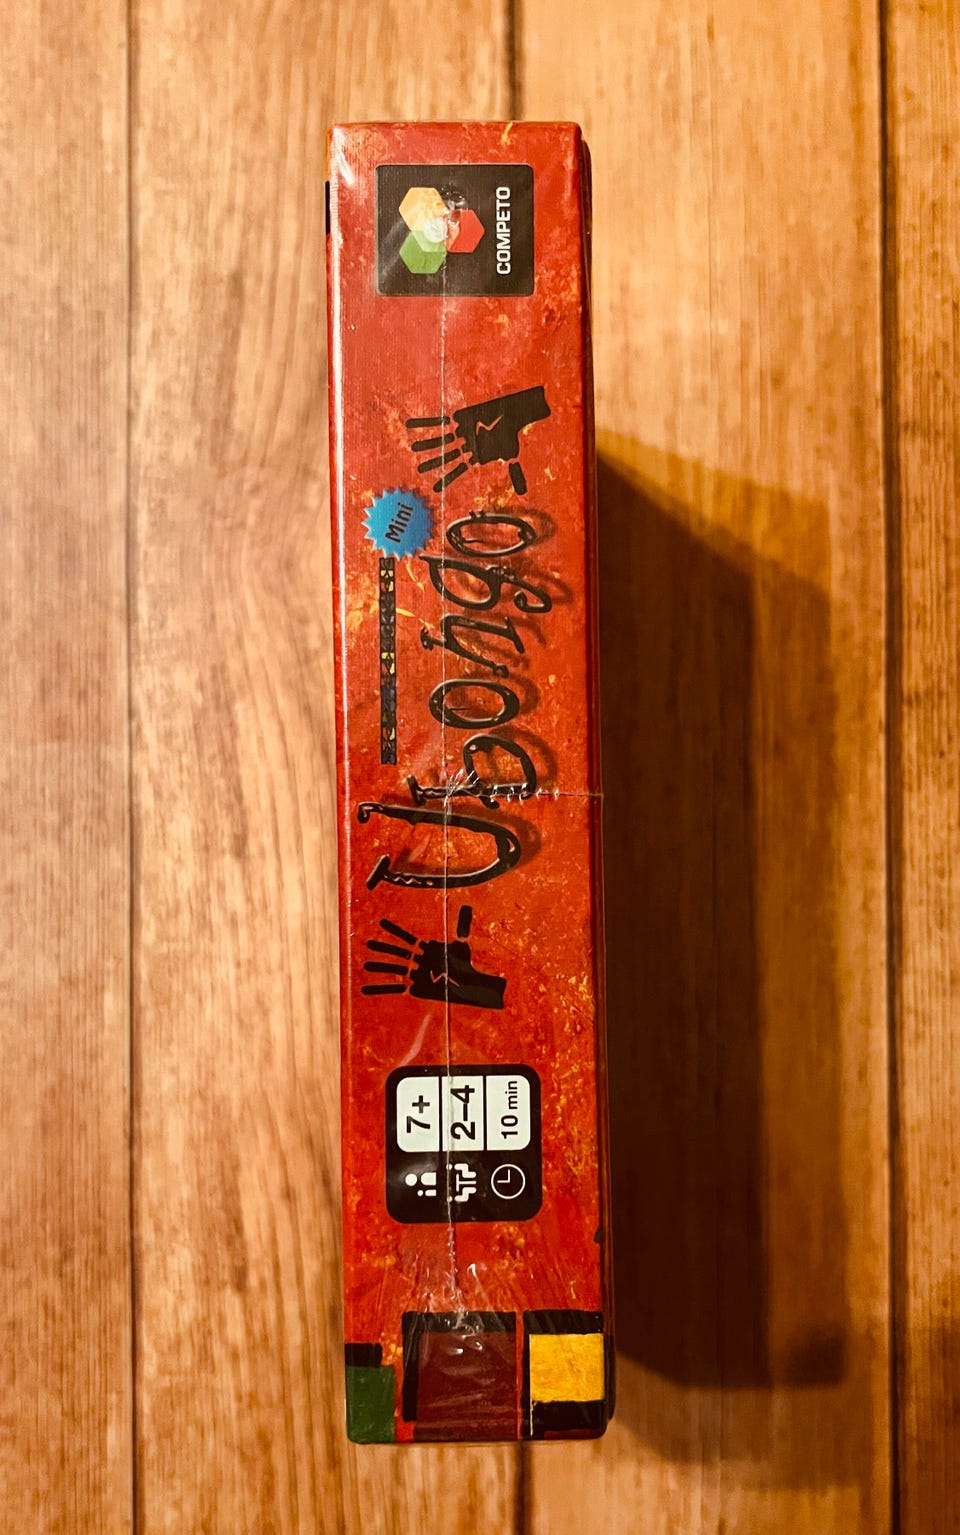 7+
2–4
10 min
Ubongo
Mini
COMPETO